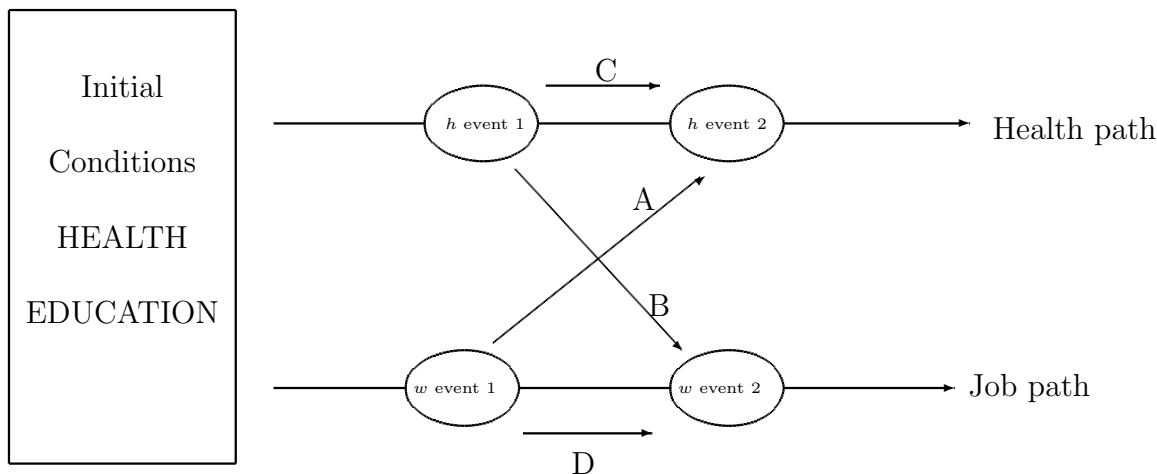 Initial
Conditions
HEALTH
EDUCATION
C
h event 1
h event 2
Health path
A
B
w event 1
w event 2
Job path
D